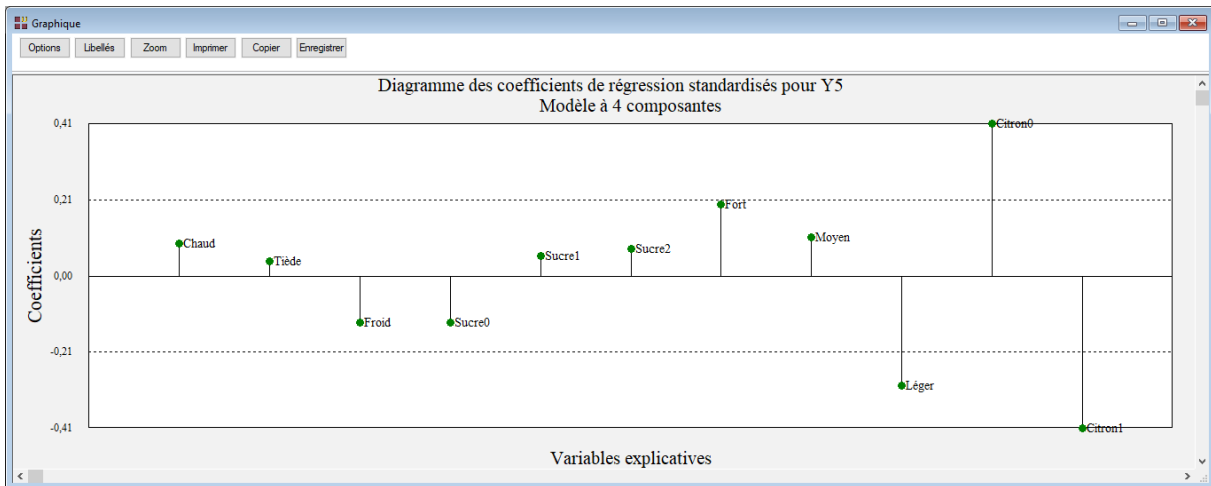 Graphique
Options Libellés Zoom Imprimer Copier Enregistrer
Diagramme des coefficients de régression standardisés pour Y5
Modèle à 4 composantes
Coefficients
0,41
0,21
0,00
-0,21
-0,41
Chaud
Tiède
Froid
Sucre0
Sucre1
Sucre2
Fort
Moyen
Léger
Citron0
Citron1
Variables explicatives